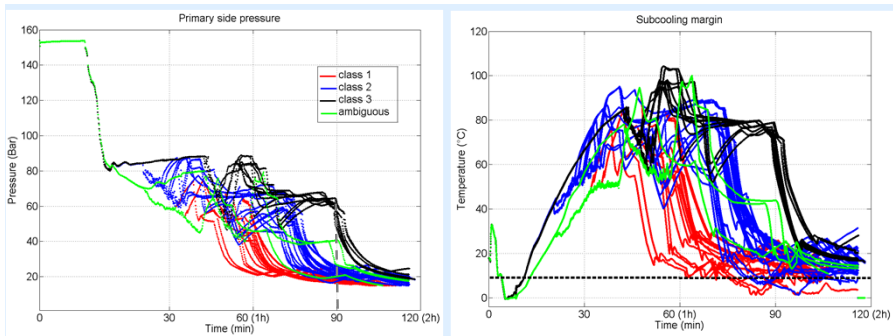 Primary side pressure
160
140
120
100
80
60
40
20
0
30
60 (1h)
90
120 (2h)
Time (min)
Pressure (Bar)
class 1
class 2
class 3
ambiguous
Subcooling margin
120
100
80
60
40
20
0
0
30
60 (1h)
90
120 (2h)
Time (min)
Temperature (°C)